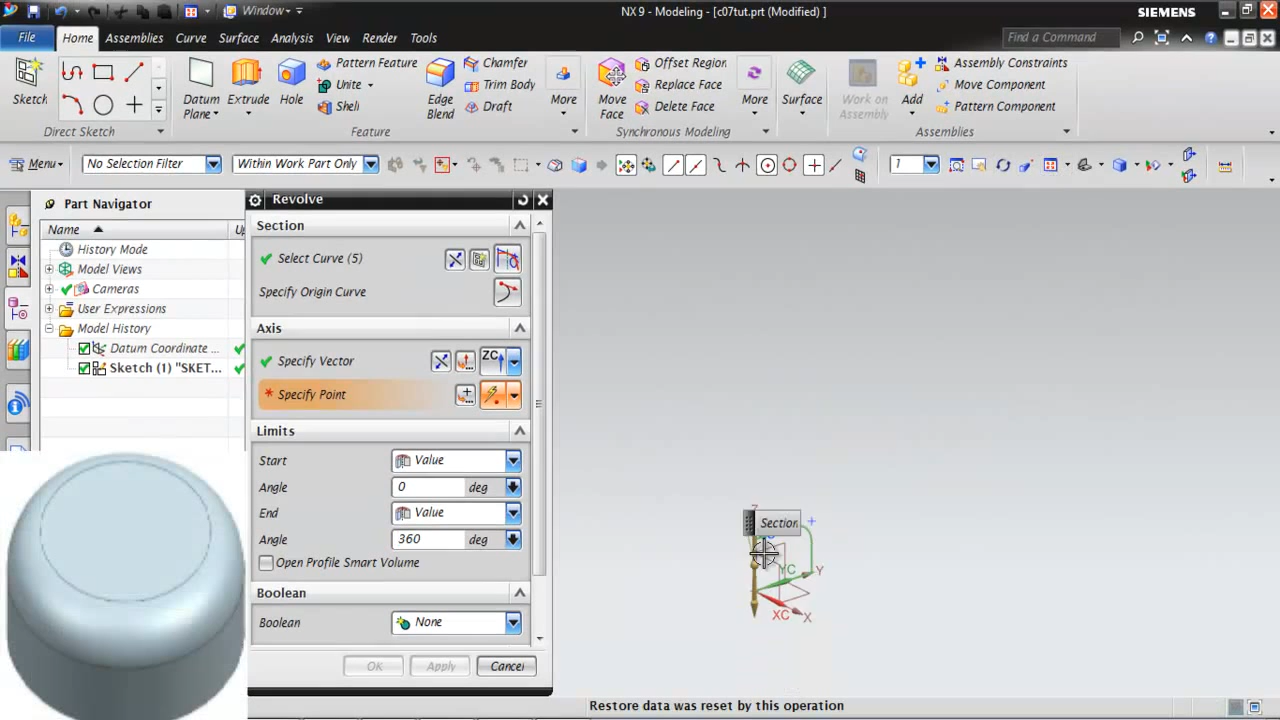 Window
NX 9 - Modeling - [c07tut.prt (Modified) ]
SIEMENS
File Home Assemblies Curve Surface Analysis View Render Tools
Find a Command
Sketch
Direct Sketch
Datum Plane
Extrude
Hole
Pattern Feature
Unite
Shell
Edge Blend
Chamfer
Trim Body
Draft
More
Feature
Move Face
Offset Region
Replace Face
Delete Face
More
Synchronous Modeling
Surface
Work on Assembly
Add
Assembly Constraints
Move Component
Pattern Component
Assemblies
Menu
No Selection Filter
Within Work Part Only
1
Part Navigator
Name
History Mode
Model Views
Cameras
User Expressions
Model History
Datum Coordinate ...
Sketch (1) "SKET...
Revolve
Section
Select Curve (5)
Specify Origin Curve
Axis
Specify Vector
ZC
* Specify Point
Limits
Start Value
Angle 0 deg
End Value
Angle 360 deg
Open Profile Smart Volume
Boolean
Boolean None
OK Apply Cancel
Section
YC
Y
XC
X
Restore data was reset by this operation